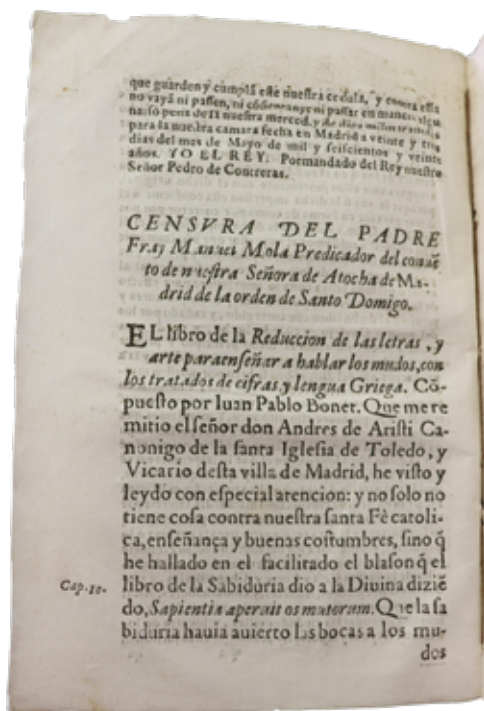 que guarden y cumplã este nuestra cedula, y contra ella
no vayã ni passen, ni cõsientan yr ni passar en manera algu
na: so pena de la nuestra merced, y de diez mil marauedis
para la nuestra camara fecha en Madrid a veinte y tres
dias del mes de Mayo de mil y seiscientos y veinte
años. YO EL REY. Pormandado del Rey nuestro
Señor Pedro de Contreras.
CENSVRA DEL PADRE
Fray Manuel Mola Predicador del conuẽ
to de nuestra Señora de Atocha de Ma-
drid de la orden de Santo Domigo.
EL libro de la Reduccion de las letras, y
arte para enseñar a hablar los mudos, con
los tratados de cifras y lengua Griega. Cõ-
puesto por Iuan Pablo Bonet. Que me re
mitio el señor don Andres de Aristi Ca-
nonigo de la santa Iglesia de Toledo, y
Vicario desta villa de Madrid, he visto y
leydo con especial atencion: y no solo no
tiene cosa contra nuestra santa Fè catoli-
ca, enseñança y buenas costumbres, sino q̃
he hallado en el facilitado el blason q̃ el
Cap. 10. libro de la Sabiduria dio a la Diuina diziẽ
do, Sapientia aperuit os mutorum. Que la sa
biduria hauia auierto las bocas a los mu-
dos